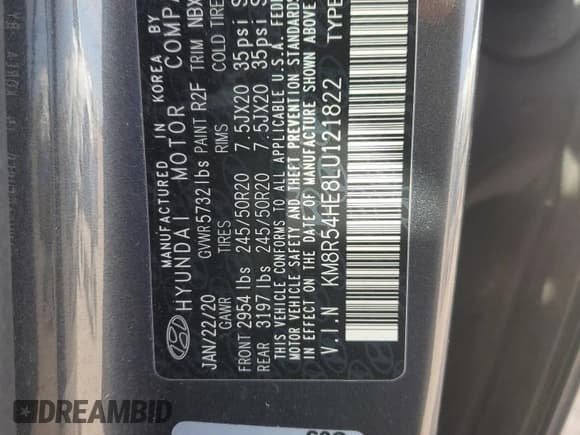 MANUFACTURED IN KOREA BY
HYUNDAI MOTOR COMPA
JAN/22/20 GVWR 5732 lbs PAINT R2F TRIM NBX
GAWR TIRES RIMS COLD TIRE
FRONT 2954 lbs 245/50R20 7.5JX20 35psi S
REAR 3197 lbs 245/50R20 7.5JX20 35psi S
THIS VEHICLE CONFORMS TO ALL APPLICABLE U.S.A. FEDE
MOTOR VEHICLE SAFETY AND THEFT PREVENTION STANDARDS
IN EFFECT ON THE DATE OF MANUFACTURE SHOWN ABOVE
V.I.N KM8R54HE8LU121822 TYPE
DREAMBID